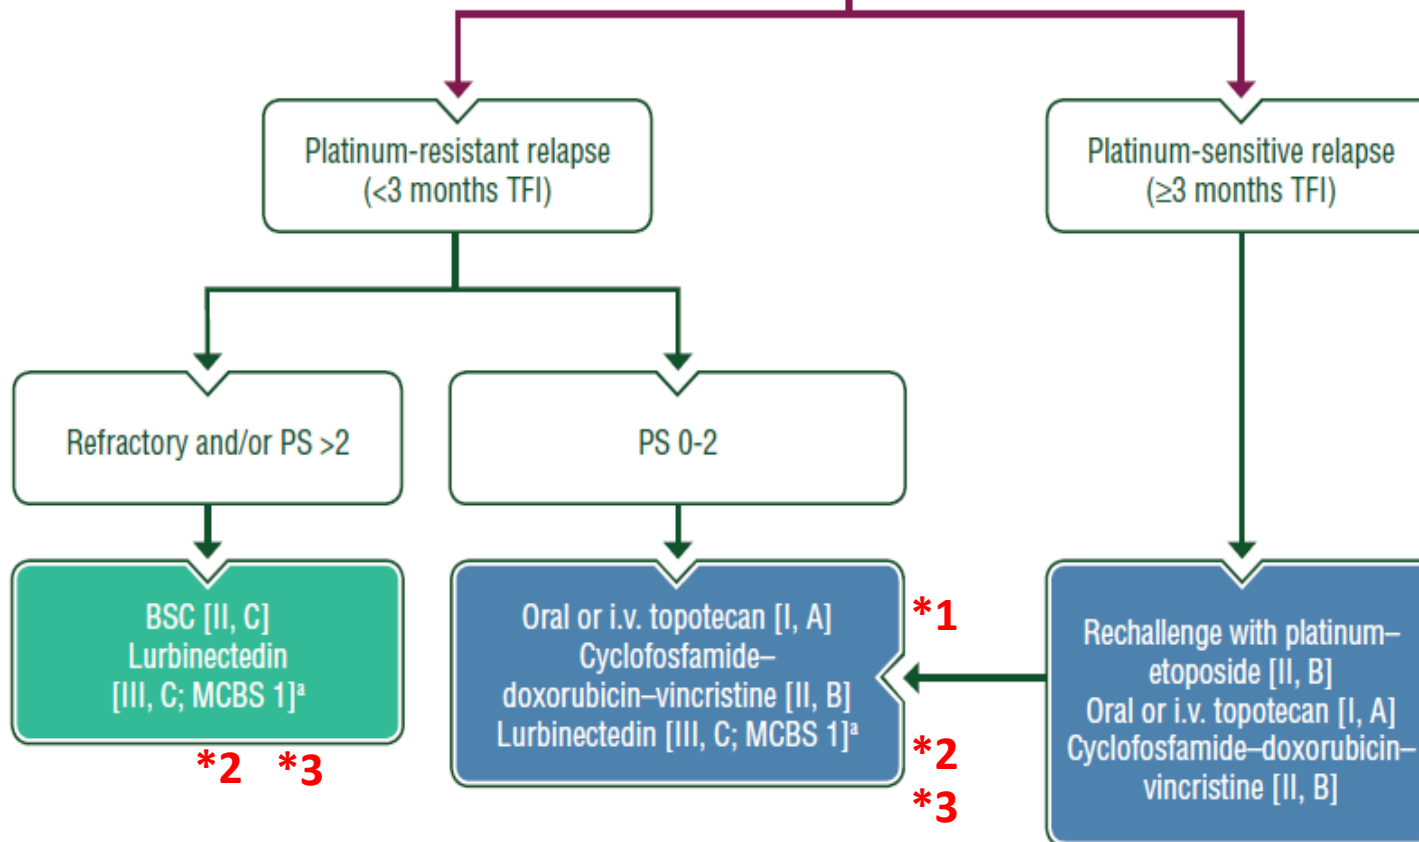 Platinum-resistant relapse
(<3 months TFI)
Platinum-sensitive relapse
(≥3 months TFI)
Refractory and/or PS >2
PS 0-2
BSC [II, C]
Lurbinectedin
[III, C; MCBS 1]ᵃ
*2 *3
Oral or i.v. topotecan [I, A]
Cyclofosfamide–
doxorubicin–vincristine [II, B]
Lurbinectedin [III, C; MCBS 1]ᵃ
*1
*2
*3
Rechallenge with platinum–
etoposide [II, B]
Oral or i.v. topotecan [I, A]
Cyclofosfamide–doxorubicin–
vincristine [II, B]